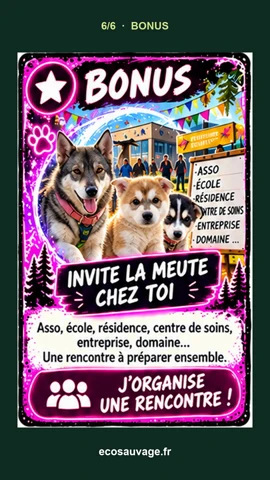 6/6 · BONUS
BONUS
ASSO
ÉCOLE
RÉSIDENCE
CENTRE DE SOINS
ENTREPRISE
DOMAINE ...
INVITE LA MEUTE
CHEZ TOI
Asso, école, résidence, centre de soins,
entreprise, domaine...
Une rencontre à préparer ensemble.
J'ORGANISE
UNE RENCONTRE !
ecosauvage.fr